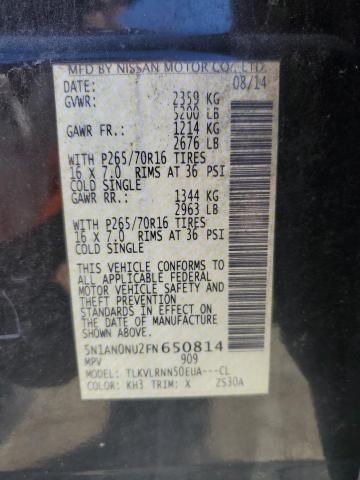 MFD BY NISSAN MOTOR CO., LTD.
08/14
GVWR: 2359 KG
5200 LB
GAWR FR.: 1214 KG
2676 LB
WITH P265/70R16 TIRES
16 X 7.0 RIMS AT 36 PSI
COLD SINGLE
GAWR RR.: 1344 KG
2963 LB
WITH P265/70R16 TIRES
16 X 7.0 RIMS AT 36 PSI
COLD SINGLE
THIS VEHICLE CONFORMS TO
ALL APPLICABLE FEDERAL
MOTOR VEHICLE SAFETY
STANDARDS IN EFFECT ON
THE DATE OF MANUFACTURE
SHOWN ABOVE.
5N1AN0NU2FN650814
MPV 909
MODEL: TLKVLRNN50EUA---CL
COLOR: KH3 TRIM: X ZS30A